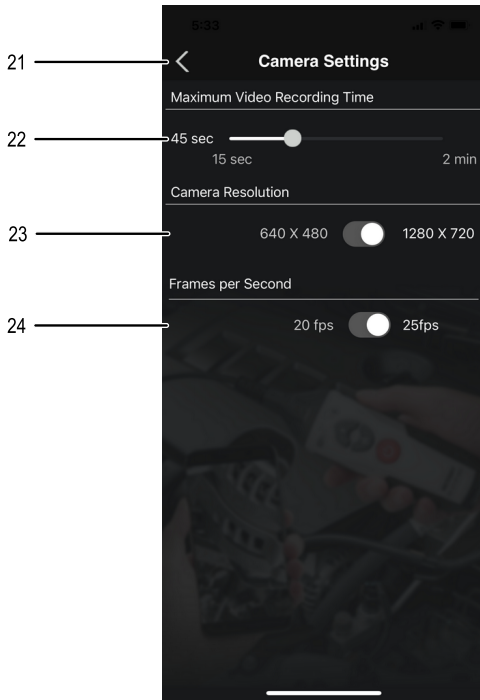 5:33
21
Camera Settings
Maximum Video Recording Time
22
45 sec
15 sec 2 min
Camera Resolution
23
640 X 480 1280 X 720
Frames per Second
24
20 fps 25fps